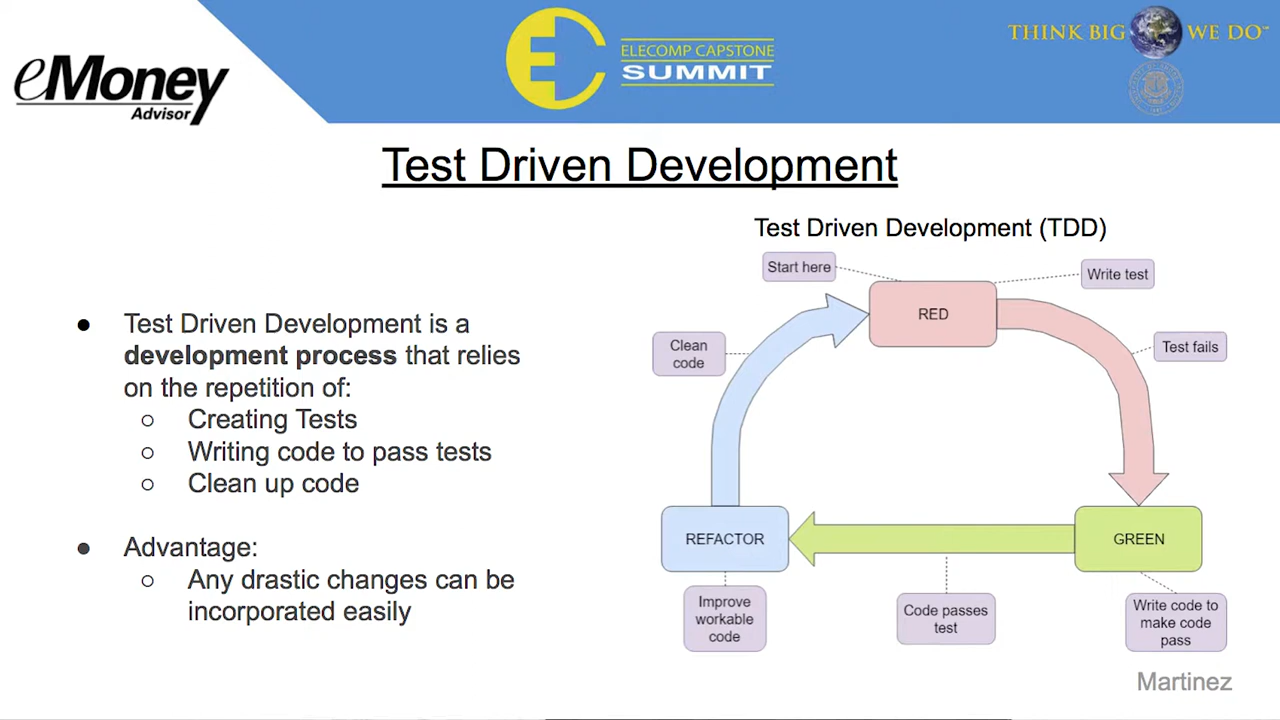 eMoney
Advisor
ELECOMP CAPSTONE
SUMMIT
THINK BIG WE DO™
Test Driven Development
● Test Driven Development is a
development process that relies
on the repetition of:
○ Creating Tests
○ Writing code to pass tests
○ Clean up code
● Advantage:
○ Any drastic changes can be
incorporated easily
Test Driven Development (TDD)
Start here
Write test
RED
Clean
code
Test fails
REFACTOR
GREEN
Improve
workable
code
Code passes
test
Write code to
make code
pass
Martinez